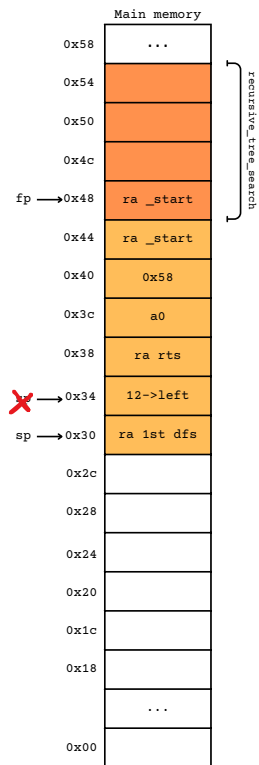 Main memory
0x58 ...
0x54
0x50
0x4c
fp 0x48 ra _start
recursive_tree_search
0x44 ra _start
0x40 0x58
0x3c a0
0x38 ra rts
0x34 12->left
sp 0x30 ra 1st dfs
0x2c
0x28
0x24
0x20
0x1c
0x18
...
0x00